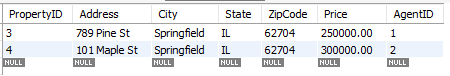 PropertyID Address City State ZipCode Price AgentID
3 789 Pine St Springfield IL 62704 250000.00 1
4 101 Maple St Springfield IL 62704 300000.00 2
NULL NULL NULL NULL NULL NULL NULL